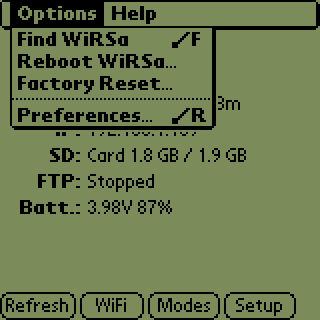 Options Help
Find WiRSa /F
Reboot WiRSa...
Factory Reset...
3m
Preferences... /R
SD: Card 1.8 GB / 1.9 GB
FTP: Stopped
Batt.: 3.98V 87%
Refresh WiFi Modes Setup